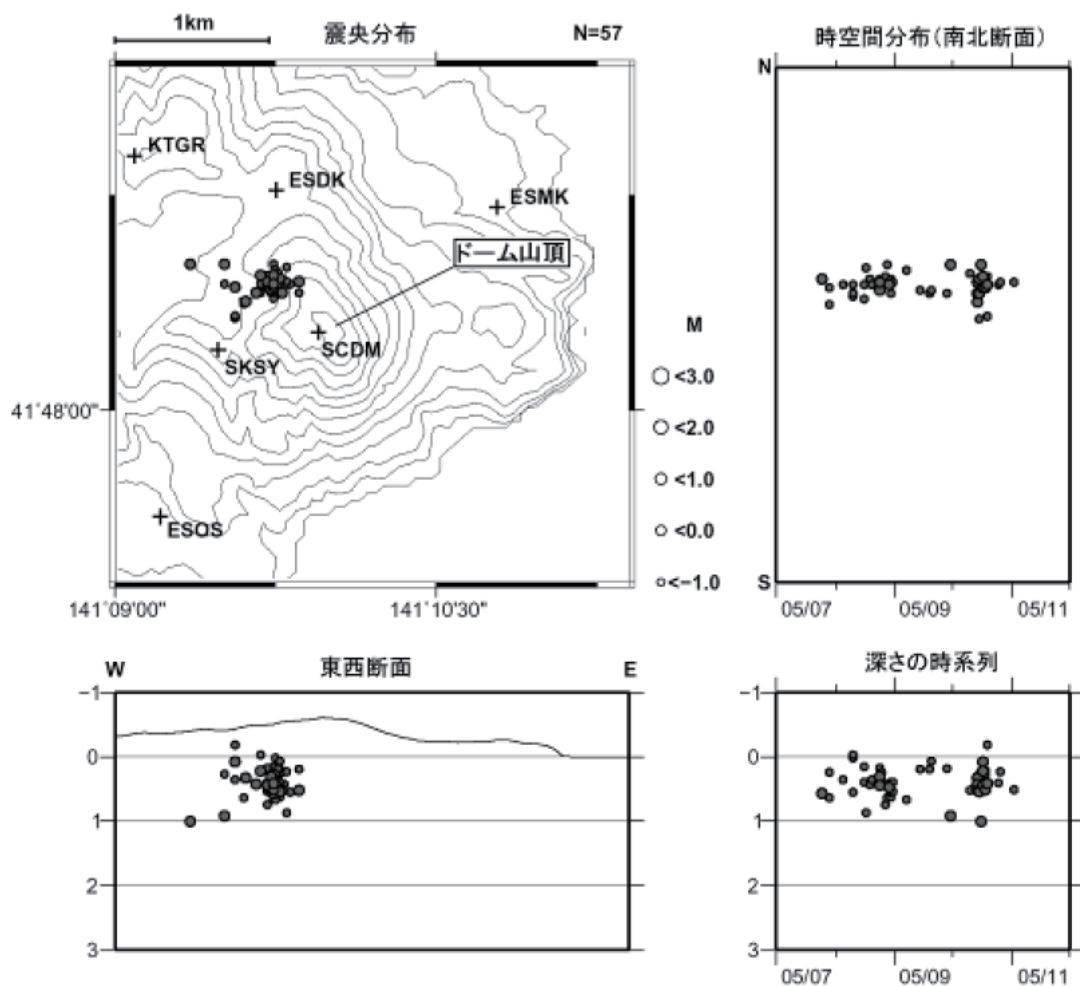 1km
震央分布
N=57
KTGR
ESDK
ESMK
ドーム山頂
SCDM
SKSY
ESOS
41˚48'00"
141˚09'00"
141˚10'30"
M
<3.0
<2.0
<1.0
<0.0
<-1.0
時空間分布(南北断面)
N
S
05/07
05/09
05/11
W
東西断面
E
-1
0
1
2
3
深さの時系列
-1
0
1
2
3
05/07
05/09
05/11